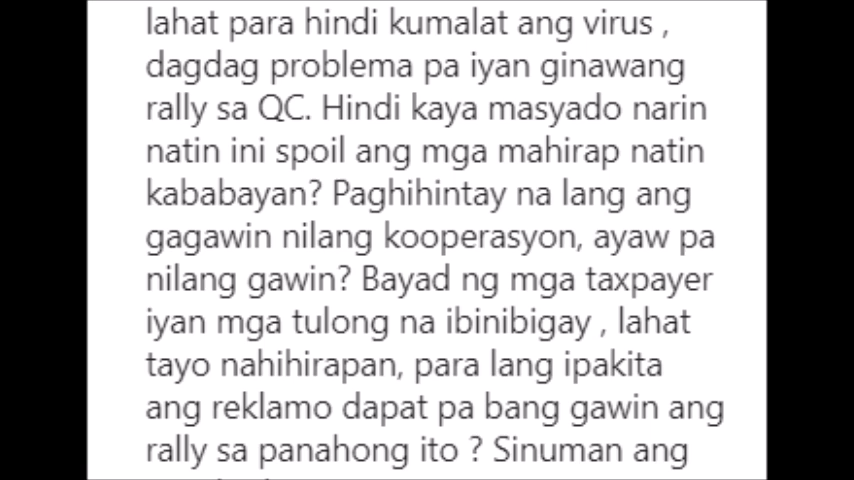 lahat para hindi kumalat ang virus ,
dagdag problema pa iyan ginawang
rally sa QC. Hindi kaya masyado narin
natin ini spoil ang mga mahirap natin
kababayan? Paghihintay na lang ang
gagawin nilang kooperasyon, ayaw pa
nilang gawin? Bayad ng mga taxpayer
iyan mga tulong na ibinibigay , lahat
tayo nahihirapan, para lang ipakita
ang reklamo dapat pa bang gawin ang
rally sa panahong ito ? Sinuman ang